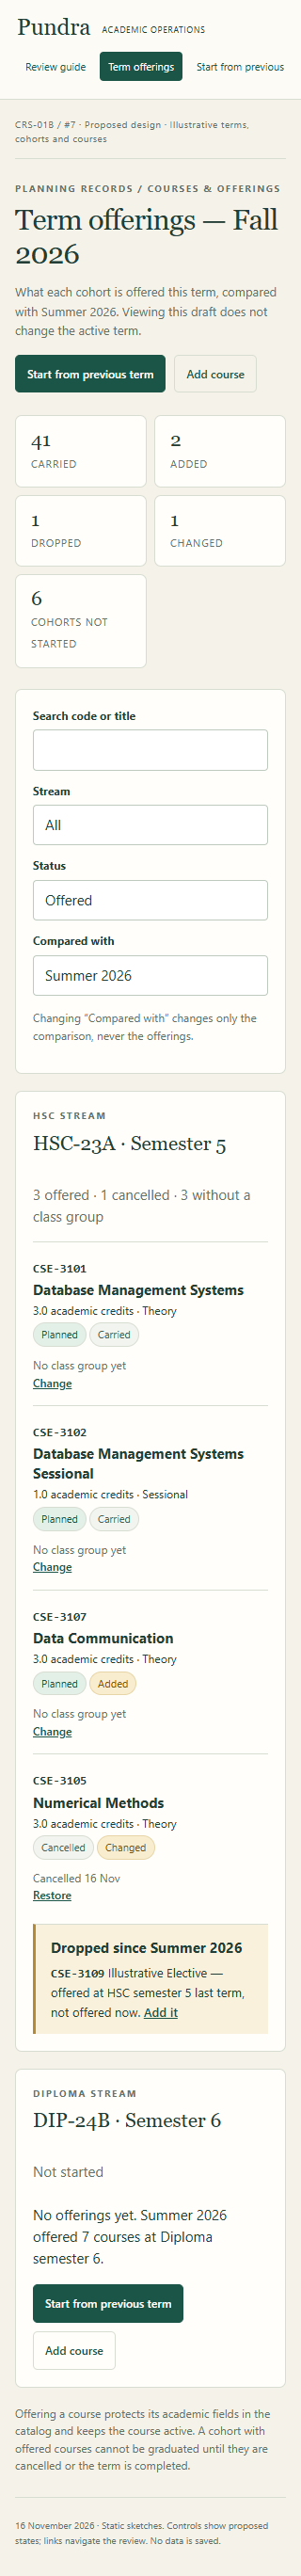 Pundra ACADEMIC OPERATIONS
Review guide Term offerings Start from previous
CRS-01B / #7 · Proposed design · Illustrative terms,
cohorts and courses
PLANNING RECORDS / COURSES & OFFERINGS
Term offerings — Fall
2026
What each cohort is offered this term, compared
with Summer 2026. Viewing this draft does not
change the active term.
Start from previous term Add course
41
CARRIED
2
ADDED
1
DROPPED
1
CHANGED
6
COHORTS NOT
STARTED
Search code or title
Stream
All
Status
Offered
Compared with
Summer 2026
Changing "Compared with" changes only the
comparison, never the offerings.
HSC STREAM
HSC-23A · Semester 5
3 offered · 1 cancelled · 3 without a
class group
CSE-3101
Database Management Systems
3.0 academic credits · Theory
Planned Carried
No class group yet
Change
CSE-3102
Database Management Systems
Sessional
1.0 academic credits · Sessional
Planned Carried
No class group yet
Change
CSE-3107
Data Communication
3.0 academic credits · Theory
Planned Added
No class group yet
Change
CSE-3105
Numerical Methods
3.0 academic credits · Theory
Cancelled Changed
Cancelled 16 Nov
Restore
Dropped since Summer 2026
CSE-3109 Illustrative Elective —
offered at HSC semester 5 last term,
not offered now. Add it
DIPLOMA STREAM
DIP-24B · Semester 6
Not started
No offerings yet. Summer 2026
offered 7 courses at Diploma
semester 6.
Start from previous term
Add course
Offering a course protects its academic fields in the
catalog and keeps the course active. A cohort with
offered courses cannot be graduated until they are
cancelled or the term is completed.
16 November 2026 · Static sketches. Controls show proposed
states; links navigate the review. No data is saved.